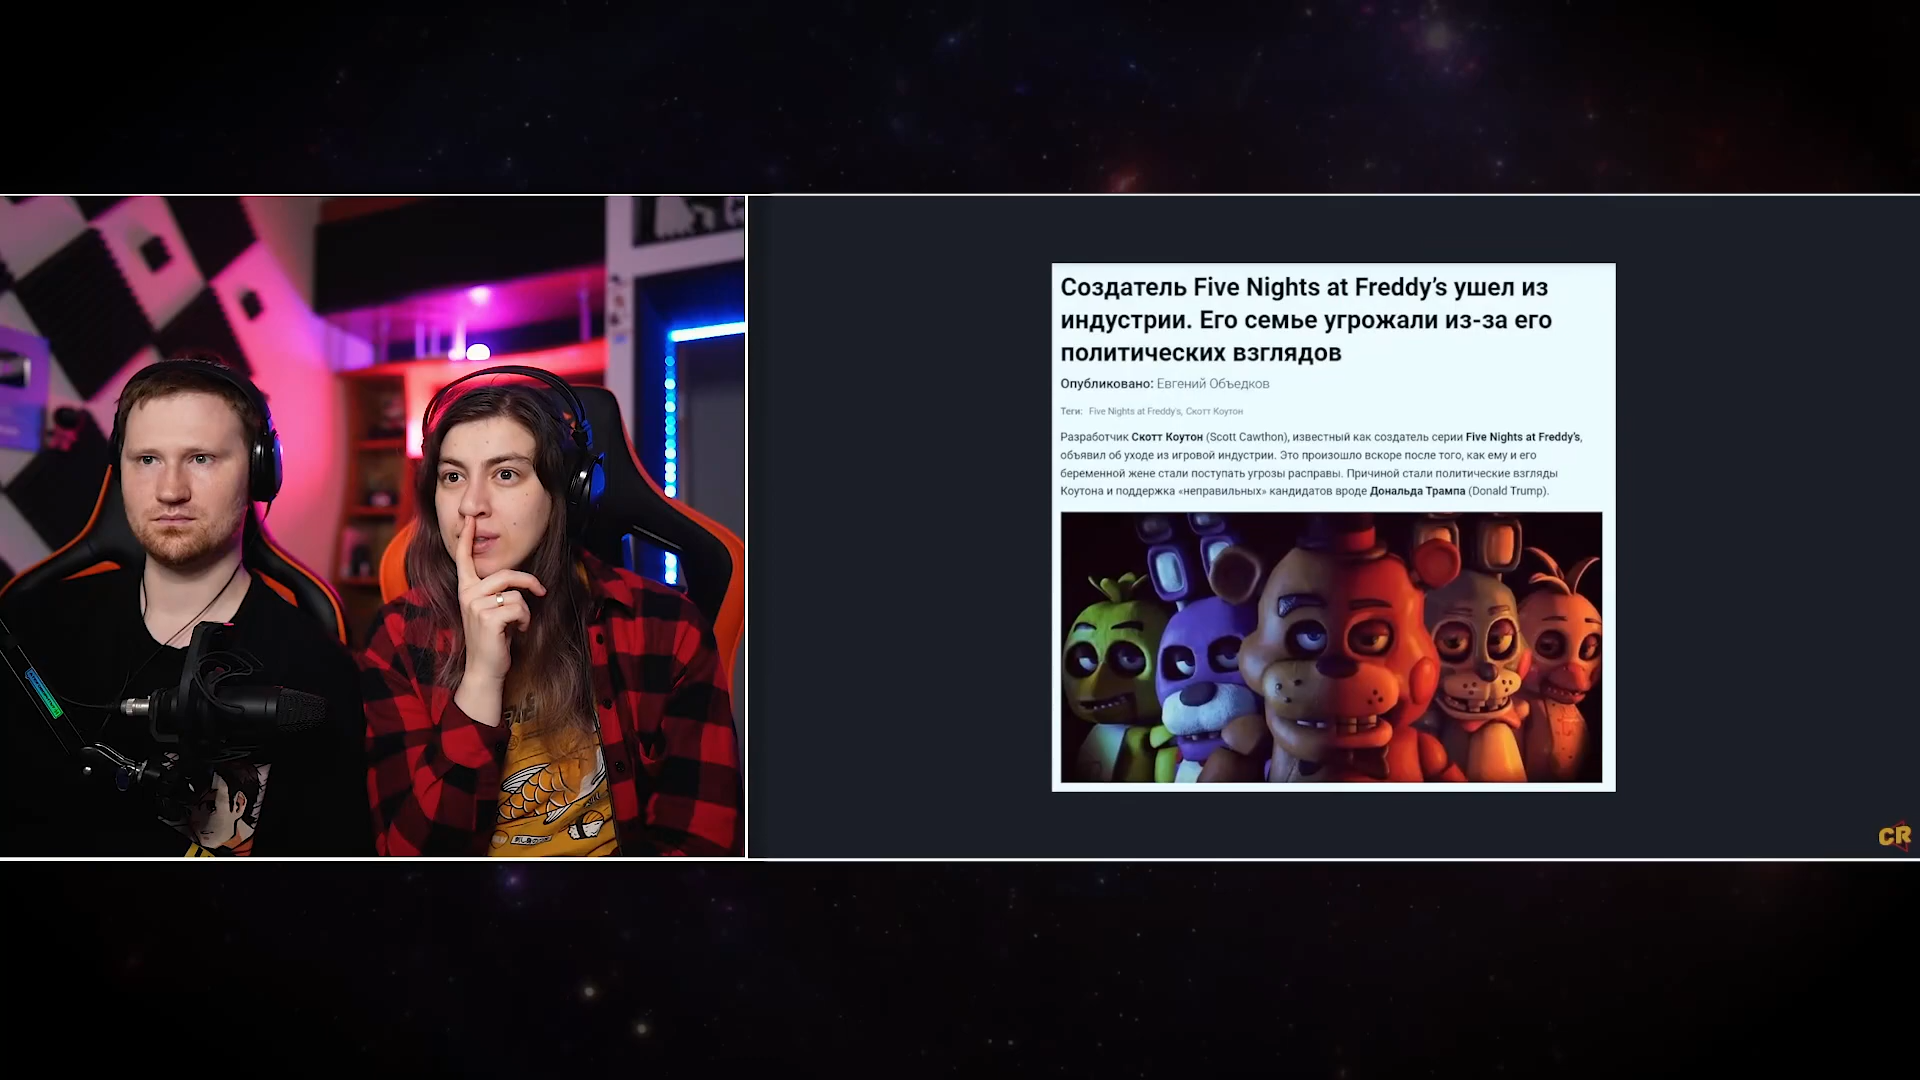 Создатель Five Nights at Freddy’s ушел из
индустрии. Его семье угрожали из-за его
политических взглядов
Опубликовано: Евгений Объедков
Теги: Five Nights at Freddy's, Скотт Коутон
Разработчик Скотт Коутон (Scott Cawthon), известный как создатель серии Five Nights at Freddy’s,
объявил об уходе из игровой индустрии. Это произошло вскоре после того, как ему и его
беременной жене стали поступать угрозы расправы. Причиной стали политические взгляды
Коутона и поддержка «неправильных» кандидатов вроде Дональда Трампа (Donald Trump).
CR